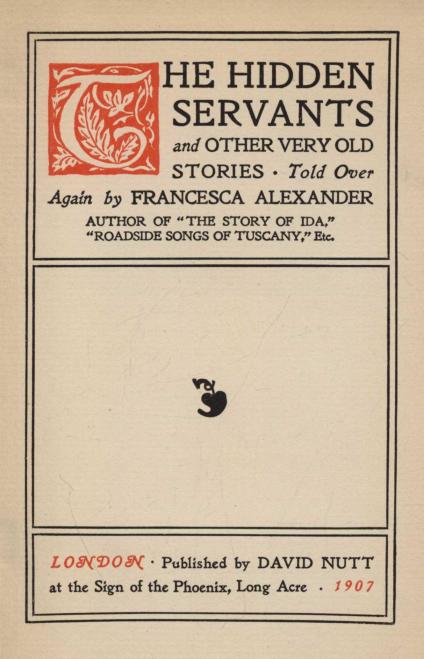 THE HIDDEN
SERVANTS
and OTHER VERY OLD
STORIES · Told Over
Again by FRANCESCA ALEXANDER
AUTHOR OF "THE STORY OF IDA,"
"ROADSIDE SONGS OF TUSCANY," Etc.
LONDON · Published by DAVID NUTT
at the Sign of the Phoenix, Long Acre . 1907